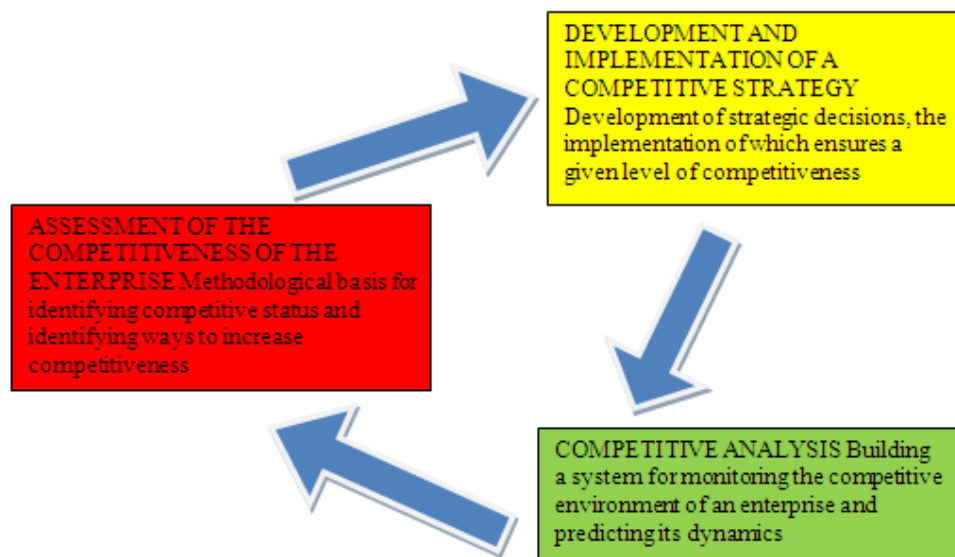 DEVELOPMENT AND
IMPLEMENTATION OF A
COMPETITIVE STRATEGY
Development of strategic decisions, the
implementation of which ensures a
given level of competitiveness
ASSESSMENT OF THE
COMPETITIVENESS OF THE
ENTERPRISE Methodological basis for
identifying competitive status and
identifying ways to increase
competitiveness
COMPETITIVE ANALYSIS Building
a system for monitoring the competitive
environment of an enterprise and
predicting its dynamics